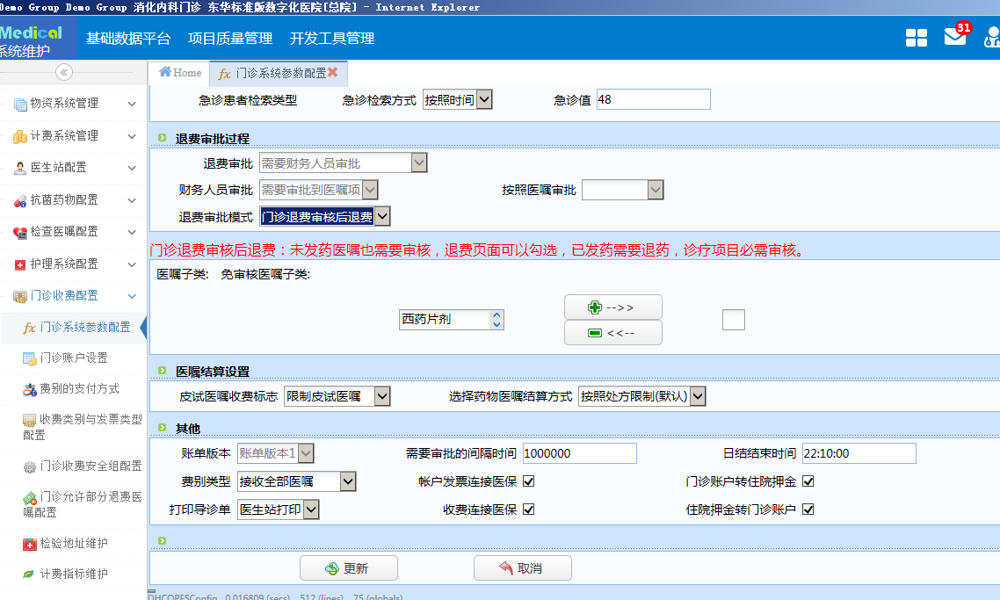 Demo Group Demo Group 消化内科门诊 东华标准版数字化医院[总院] - Internet Explorer
Medical
系统维护
基础数据平台 项目质量管理 开发工具管理
31
Home 门诊系统参数配置
物资系统管理
计费系统管理
医生站配置
抗菌药物配置
检查医嘱配置
护理系统配置
门诊收费配置
fx 门诊系统参数配置
门诊账户设置
费别的支付方式
收费类别与发票类型
配置
门诊收费安全组配置
门诊允许部分退费医
嘱配置
检验地址维护
计费指标维护
急诊患者检索类型 急诊检索方式 按照时间 急诊值 48
退费审批过程
退费审批 需要财务人员审批
财务人员审批 需要审批到医嘱项 按照医嘱审批
退费审批模式 门诊退费审核后退费
门诊退费审核后退费：未发药医嘱也需要审核，退费页面可以勾选，已发药需要退药，诊疗项目必需审核。
医嘱子类: 免审核医嘱子类:
西药片剂
-->>
<<--
医嘱结算设置
皮试医嘱收费标志 限制皮试医嘱 选择药物医嘱结算方式 按照处方限制(默认)
其他
账单版本 账单版本1 需要审批的间隔时间 1000000 日结结束时间 22:10:00
费别类型 接收全部医嘱 帐户发票连接医保 门诊账户转住院押金
打印导诊单 医生站打印 收费连接医保 住院押金转门诊账户
更新 取消
DHCOPFSConfig 0.016809 (secs) 512 (lines) 75 (globals)